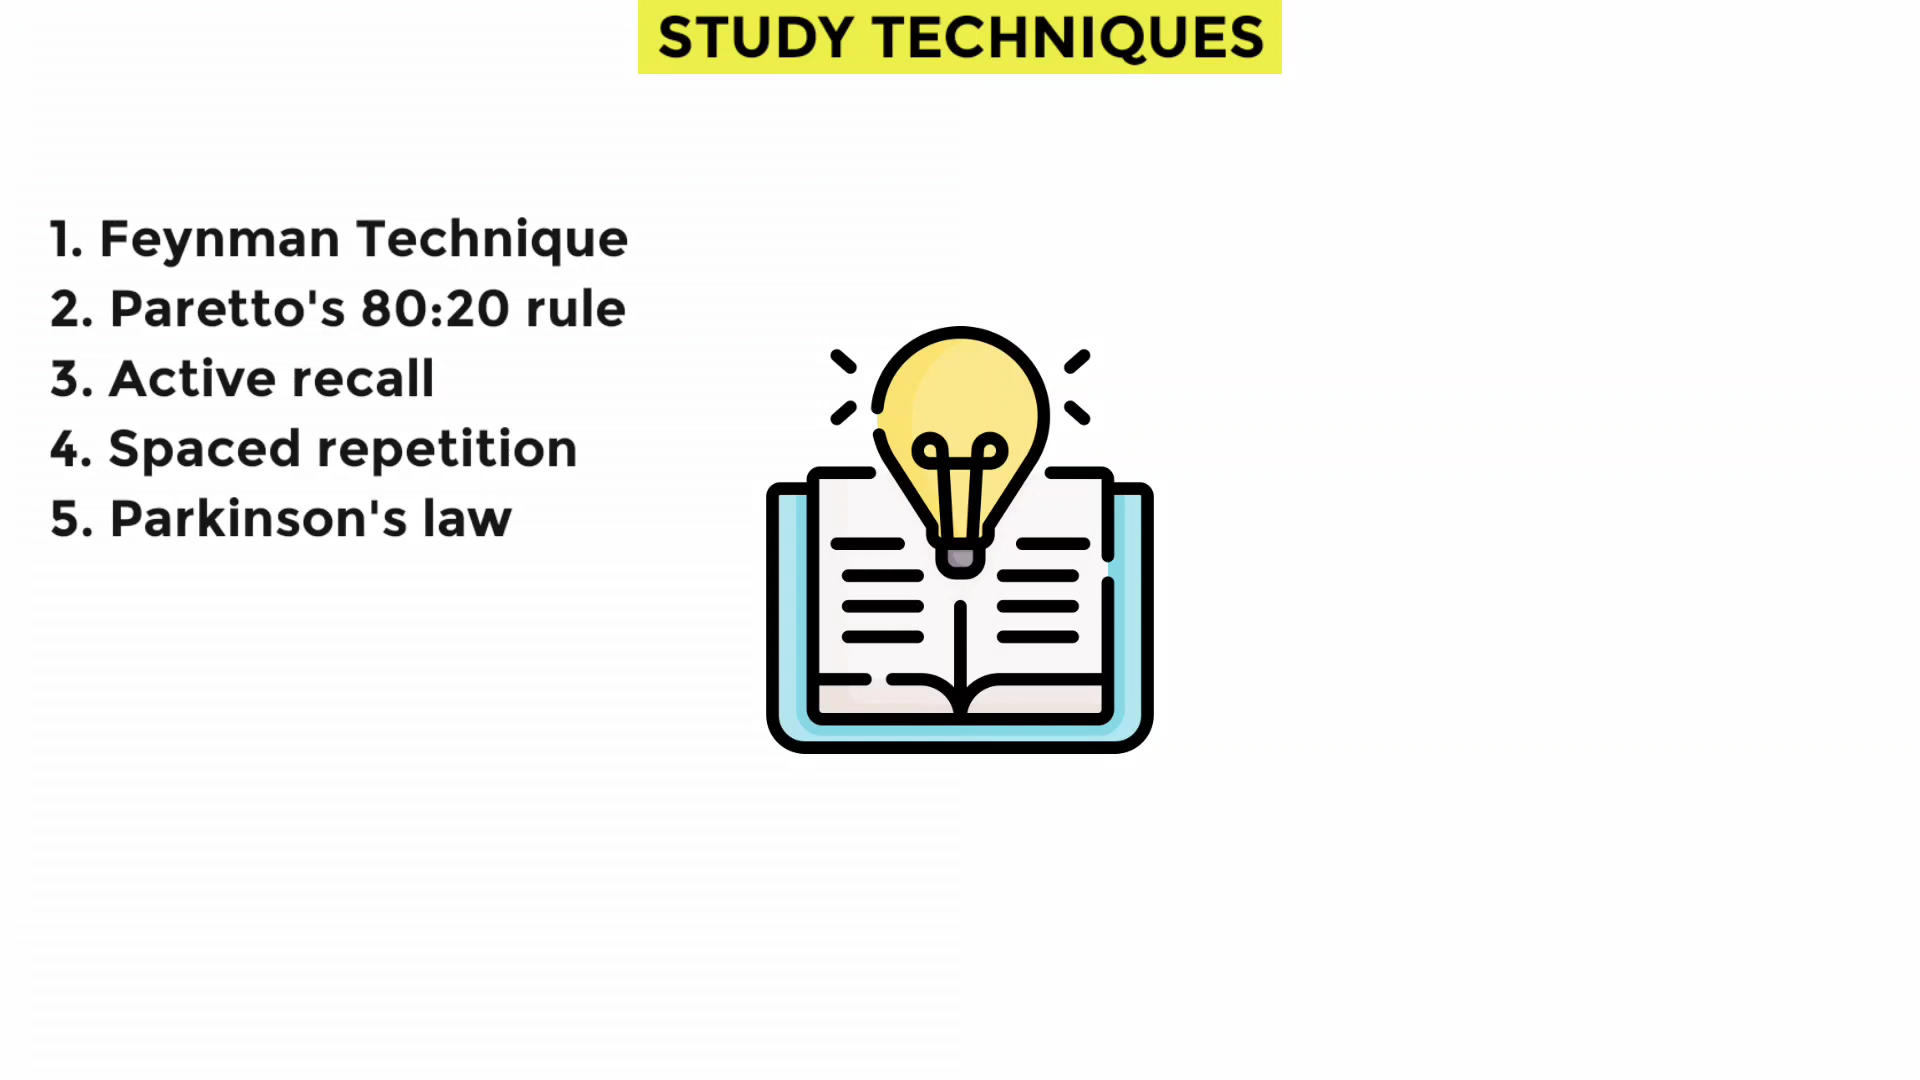 STUDY TECHNIQUES
1. Feynman Technique
2. Paretto's 80:20 rule
3. Active recall
4. Spaced repetition
5. Parkinson's law